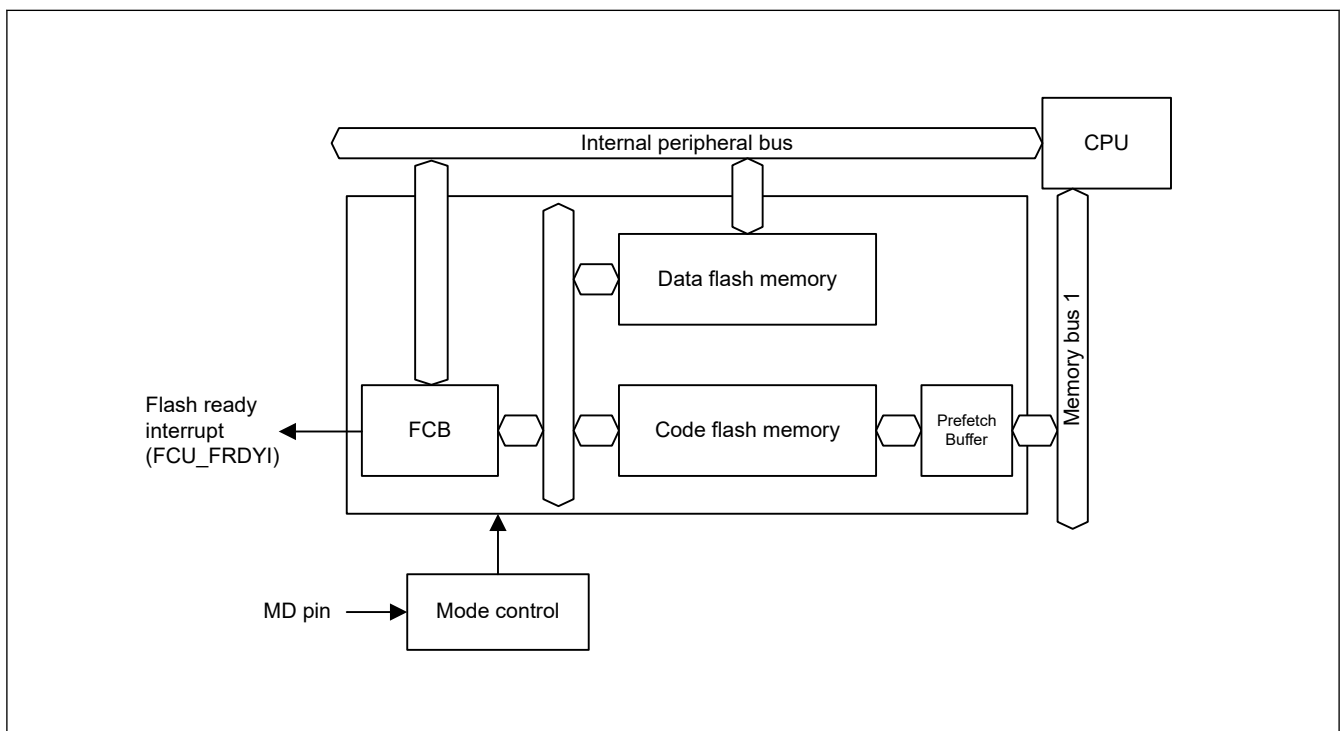 Internal peripheral bus
CPU
Data flash memory
Memory bus 1
Flash ready
interrupt
(FCU_FRDYI)
FCB
Code flash memory
Prefetch
Buffer
MD pin
Mode control